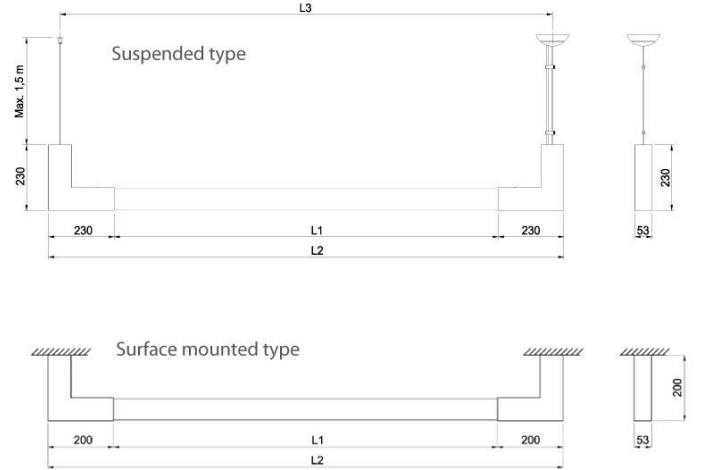 L3
Suspended type
Max. 1,5 m
230
230
230
L1
230
53
L2
Surface mounted type
200
200
L1
200
53
L2